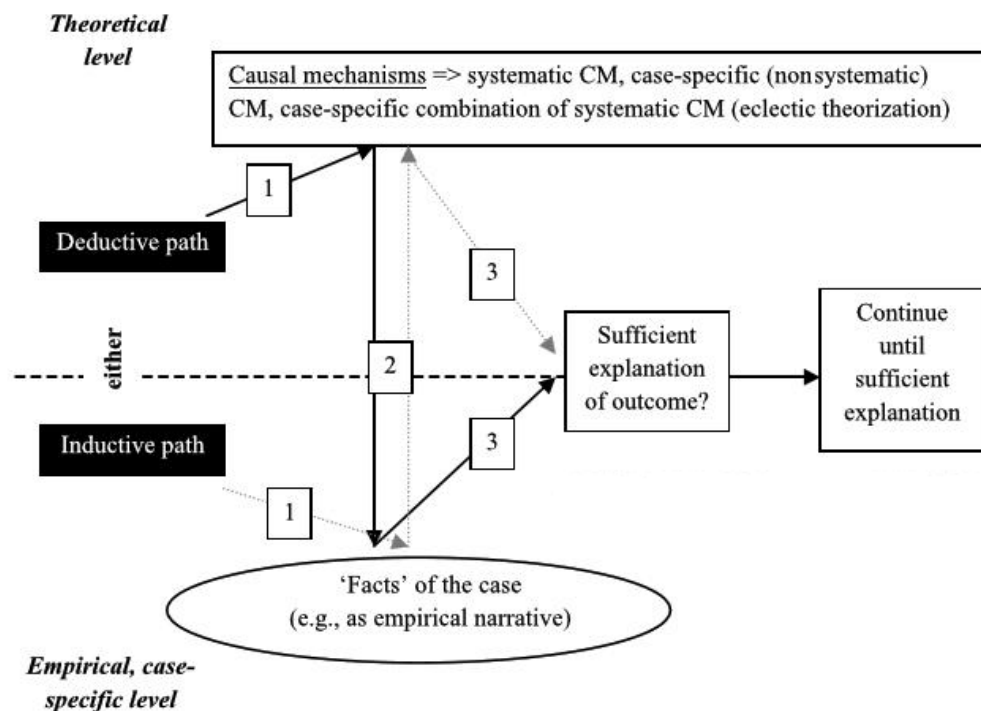 Theoretical
level
Causal mechanisms => systematic CM, case-specific (nonsystematic)
CM, case-specific combination of systematic CM (eclectic theorization)
1
Deductive path
3
either
2
Sufficient
explanation
of outcome?
Continue
until
sufficient
explanation
Inductive path
3
1
'Facts' of the case
(e.g., as empirical narrative)
Empirical, case-
specific level